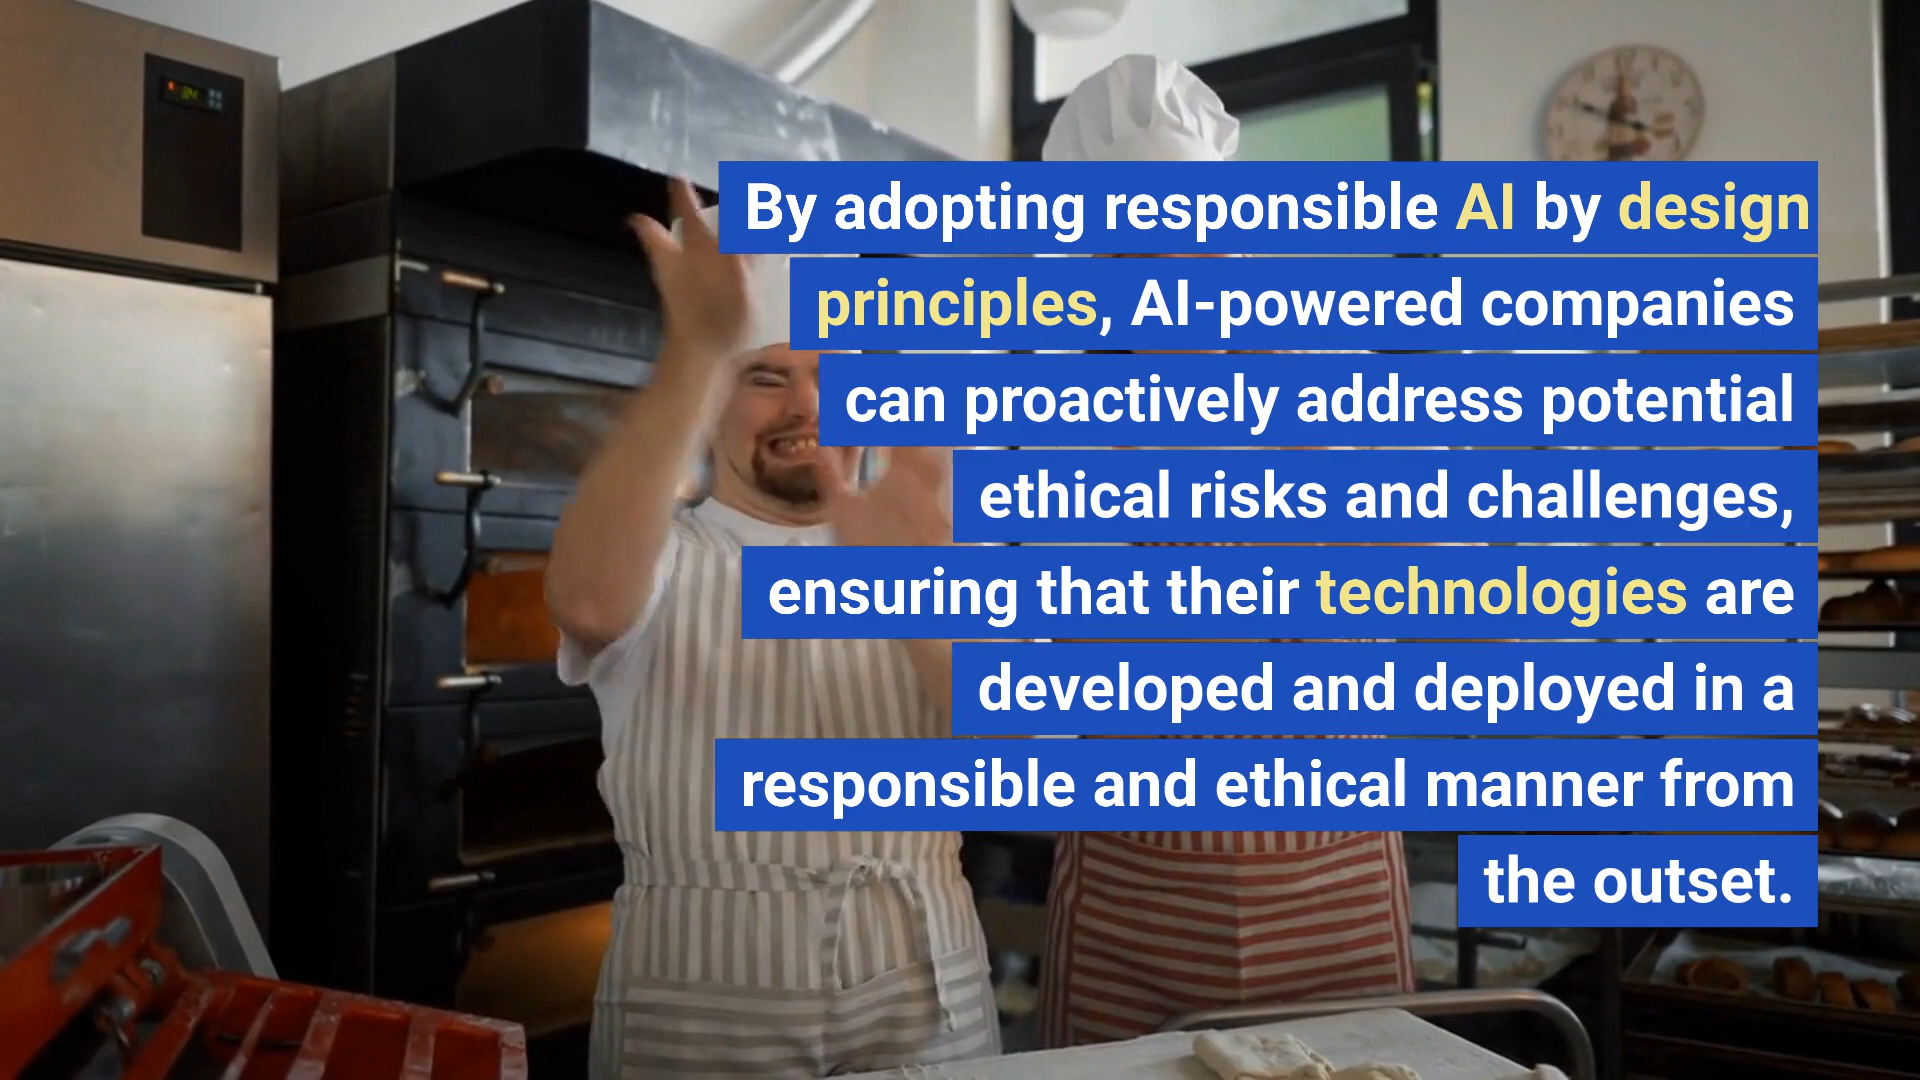 By adopting responsible AI by design
principles, AI-powered companies
can proactively address potential
ethical risks and challenges,
ensuring that their technologies are
developed and deployed in a
responsible and ethical manner from
the outset.